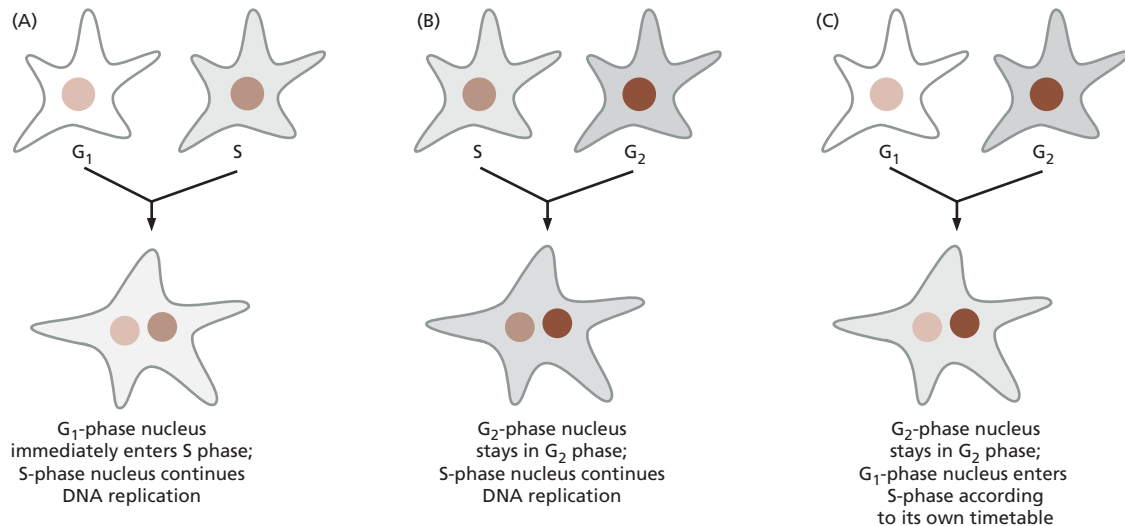 (A)
G₁
S
G₁-phase nucleus
immediately enters S phase;
S-phase nucleus continues
DNA replication
(B)
S
G₂
G₂-phase nucleus
stays in G₂ phase;
S-phase nucleus continues
DNA replication
(C)
G₁
G₂
G₂-phase nucleus
stays in G₂ phase;
G₁-phase nucleus enters
S-phase according
to its own timetable